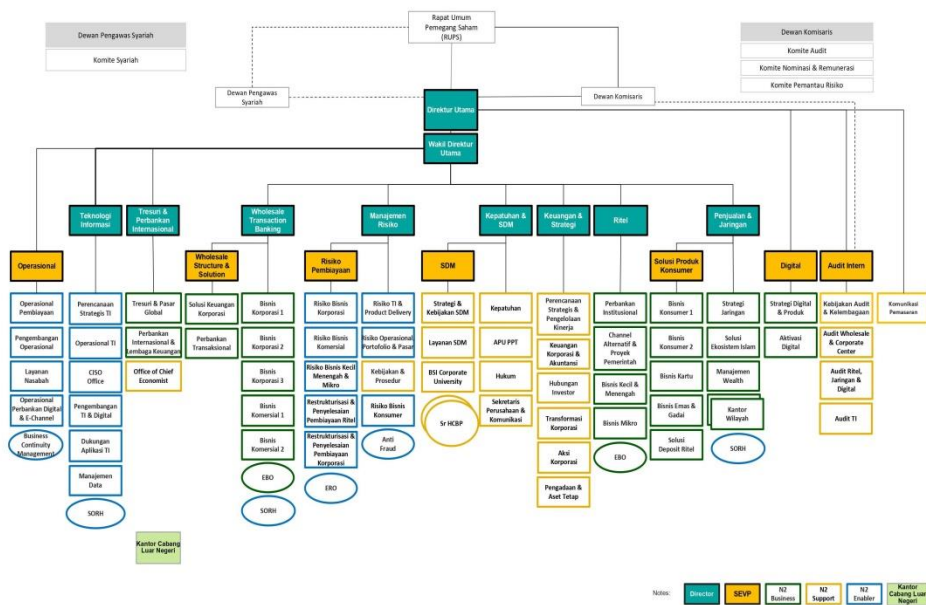 Rapat Umum
Pemegang Saham
(RUPS)
Dewan Pengawas Syariah
Komite Syariah
Dewan Komisaris
Komite Audit
Komite Nominasi & Remunerasi
Komite Pemantau Risiko
Dewan Pengawas
Syariah
Dewan Komisaris
Direktur Utama
Wakil Direktur
Utama
Teknologi
Informasi
Tresuri &
Perbankan
Internasional
Wholesale
Transaction
Banking
Manajemen
Risiko
Kepatuhan &
SDM
Keuangan &
Strategi
Ritel
Penjualan &
Jaringan
Operasional
Wholesale
Structure &
Solution
Risiko
Pembiayaan
SDM
Solusi Produk
Konsumer
Digital
Audit Intern
Operasional
Pembiayaan
Pengembangan
Operasional
Layanan
Nasabah
Operasional
Perbankan Digital
& E-Channel
Business
Continuity
Management
Perencanaan
Strategis TI
Operasional TI
CISO
Office
Pengembangan
TI & Digital
Dukungan
Aplikasi TI
Manajemen
Data
SORH
Tresuri & Pasar
Global
Perbankan
Internasional &
Lembaga Keuangan
Office of Chief
Economist
Kantor Cabang
Luar Negeri
Solusi Keuangan
Korporasi
Perbankan
Transaksional
Bisnis
Korporasi 1
Bisnis
Korporasi 2
Bisnis
Korporasi 3
Bisnis
Komersial 1
Bisnis
Komersial 2
EBO
SORH
Risiko Bisnis
Korporasi
Risiko Bisnis
Komersial
Risiko Bisnis Kecil
Menengah &
Mikro
Restrukturisasi &
Penyelesaian
Pembiayaan Ritel
Restrukturisasi &
Penyelesaian
Pembiayaan
Korporasi
ERO
Risiko TI &
Product Delivery
Risiko Operasional,
Portofolio & Pasar
Kebijakan &
Prosedur
Risiko Bisnis
Konsumer
Anti
Fraud
Strategi &
Kebijakan SDM
Layanan SDM
BSI Corporate
University
Sr HCBP
Kepatuhan
APU PPT
Hukum
Sekretaris
Perusahaan &
Komunikasi
Perencanaan
Strategis &
Pengelolaan
Kinerja
Keuangan
Korporasi &
Akuntansi
Hubungan
Investor
Transformasi
Korporasi
Aksi
Korporasi
Pengadaan &
Aset Tetap
Perbankan
Institusional
Channel
Alternatif &
Proyek
Pemerintah
Bisnis Kecil &
Menengah
Bisnis Mikro
EBO
Bisnis
Konsumer 1
Bisnis
Konsumer 2
Bisnis Kartu
Bisnis Emas &
Gadai
Solusi
Deposit Ritel
Strategi
Jaringan
Solusi
Ekosistem Islam
Manajemen
Wealth
Kantor
Wilayah
SORH
Strategi Digital
& Produk
Aktivasi
Digital
Kebijakan Audit
& Kelembagaan
Audit Wholesale
& Corporate
Center
Audit Ritel,
Jaringan &
Digital
Audit TI
Komunikasi
Pemasaran
Notes:
Director
SEVP
N2
Business
N2
Support
N2
Enabler
Kantor
Cabang Luar
Negeri